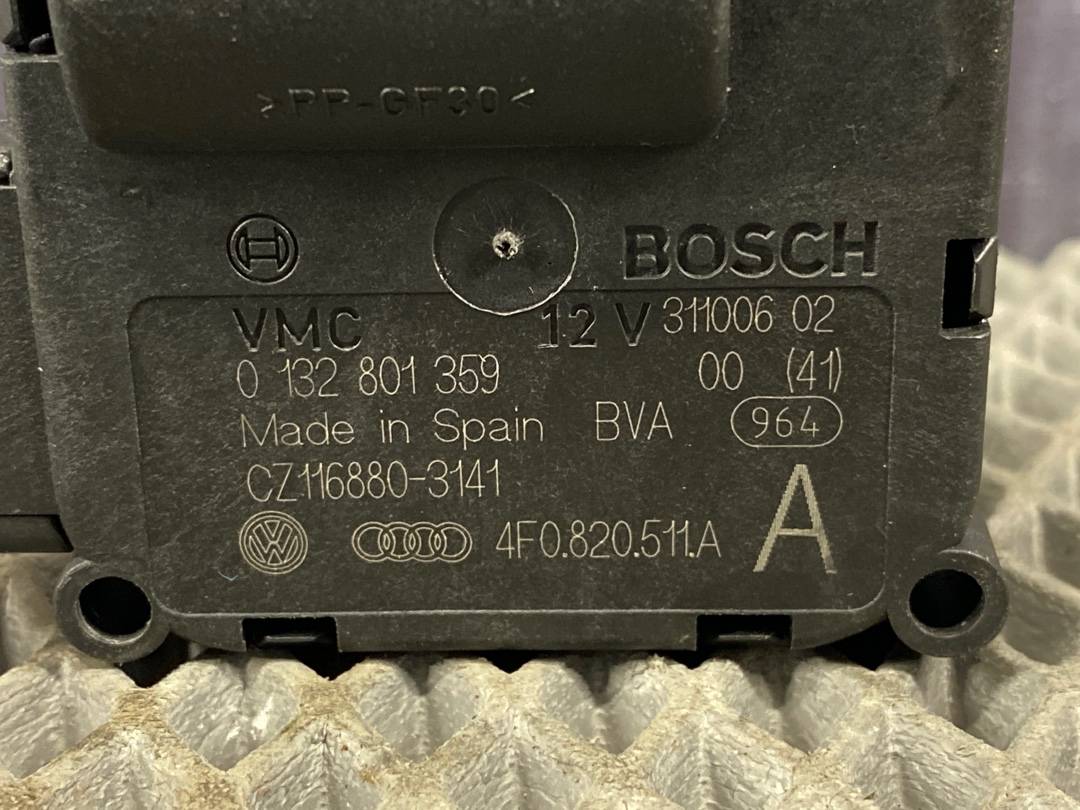 >PP-GF30<
BOSCH
VMC 12 V 311006 02
0 132 801 359 00 (41)
Made in Spain BVA 964
CZ116880-3141
VW 4F0.820.511.A A